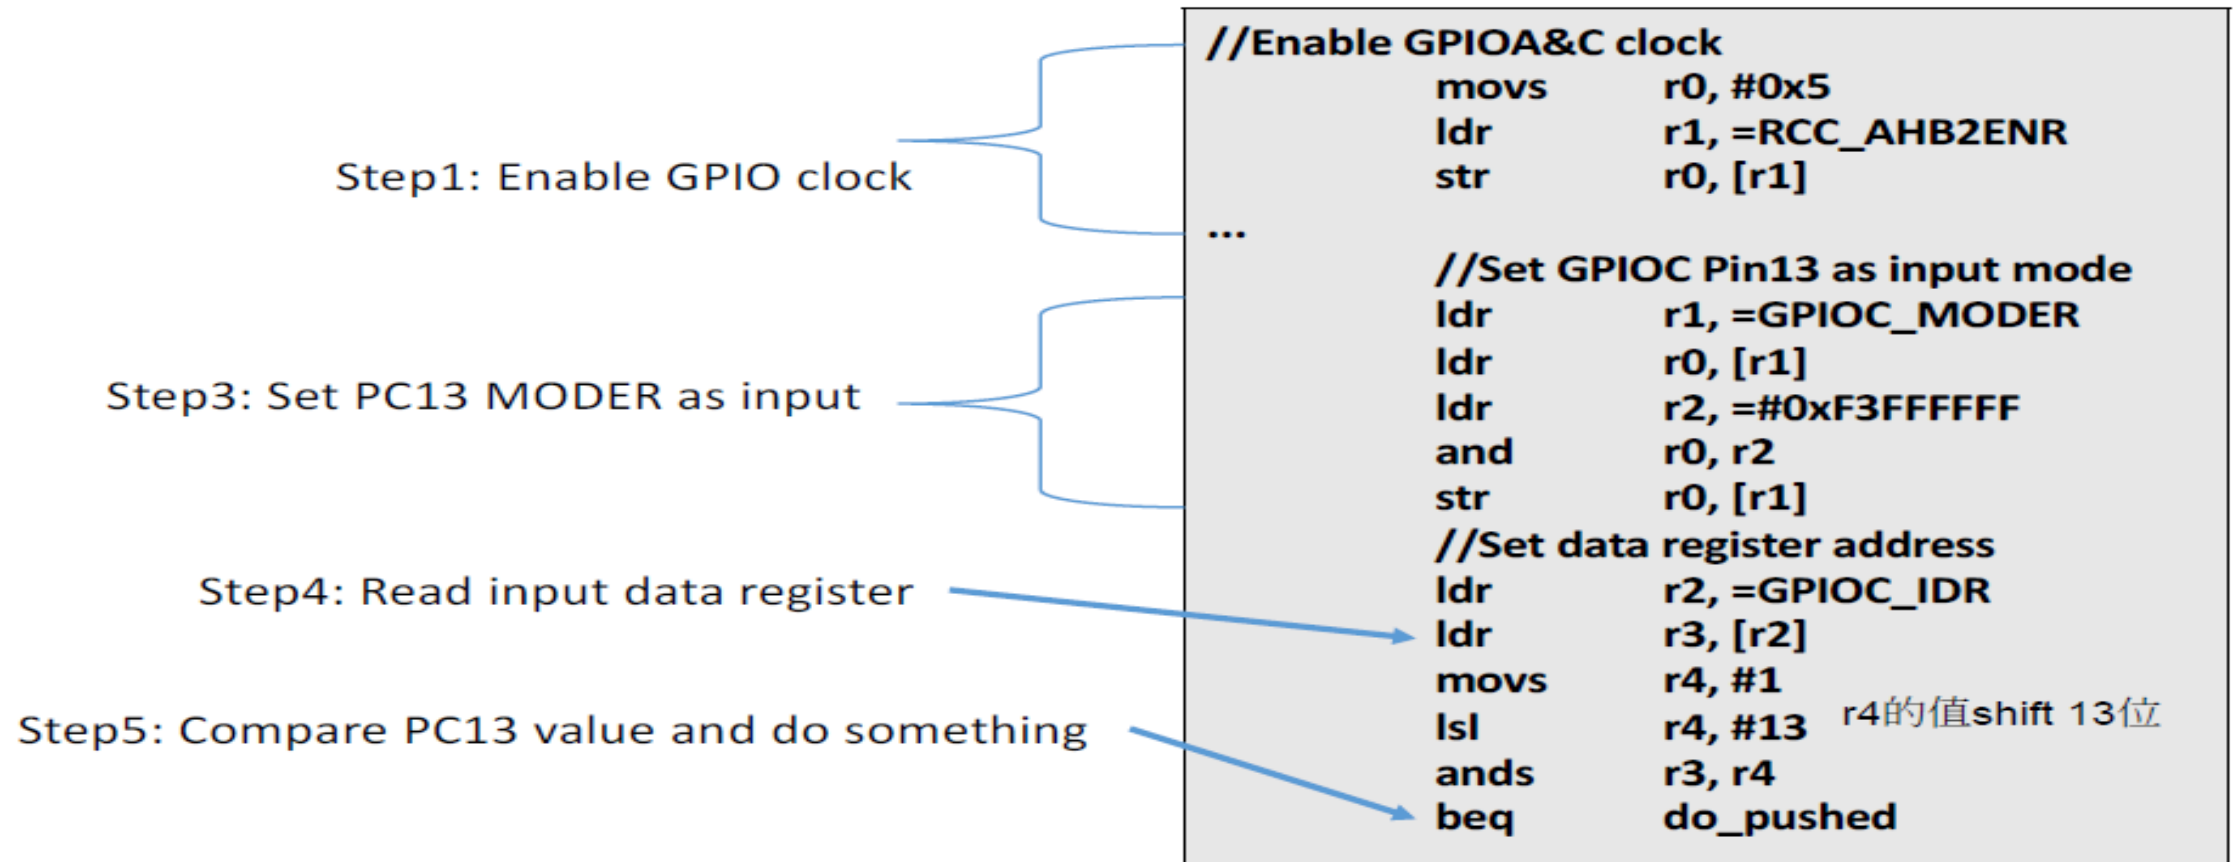 //Enable GPIOA&C clock
movs r0, #0x5
ldr r1, =RCC_AHB2ENR
str r0, [r1]
Step1: Enable GPIO clock
...
//Set GPIOC Pin13 as input mode
ldr r1, =GPIOC_MODER
ldr r0, [r1]
ldr r2, =#0xF3FFFFFF
and r0, r2
str r0, [r1]
Step3: Set PC13 MODER as input
//Set data register address
ldr r2, =GPIOC_IDR
ldr r3, [r2]
Step4: Read input data register
movs r4, #1
lsl r4, #13
r4的值shift 13位
ands r3, r4
beq do_pushed
Step5: Compare PC13 value and do something